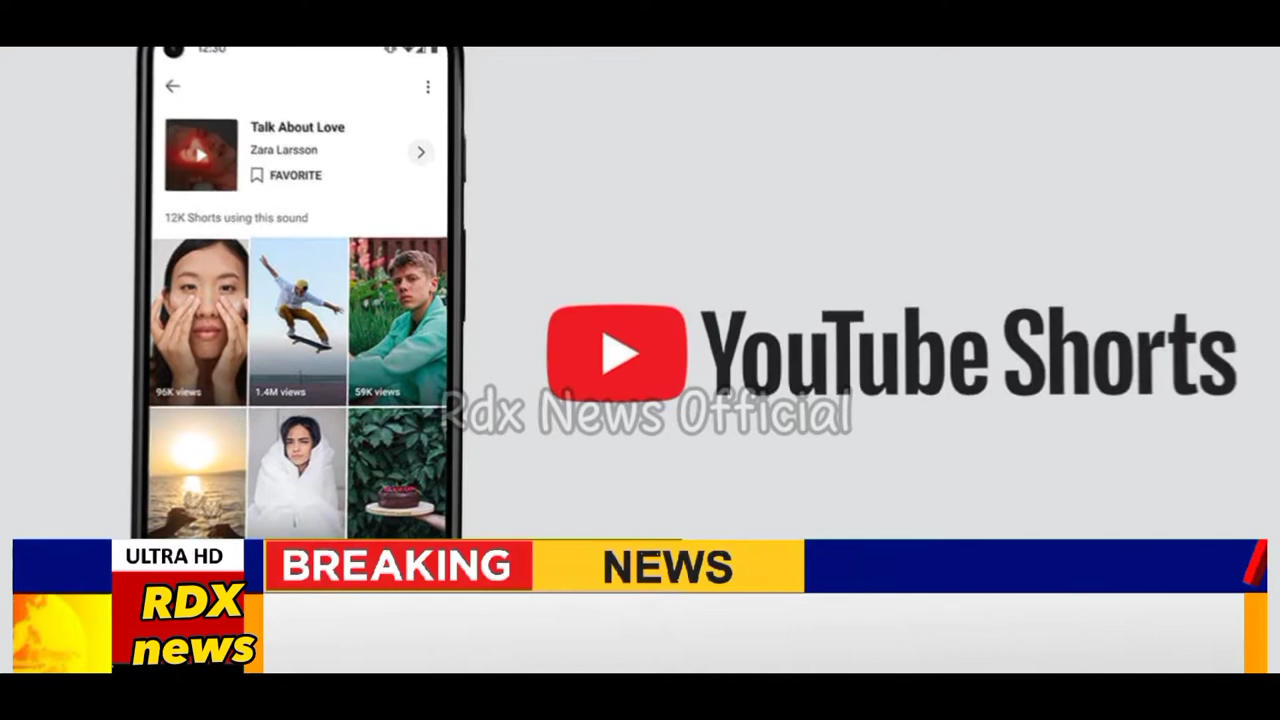 12:30
Talk About Love
Zara Larsson
FAVORITE
12K Shorts using this sound
96K views
1.4M views
59K views
YouTube Shorts
Rdx News Official
ULTRA HD
BREAKING NEWS
RDX
news